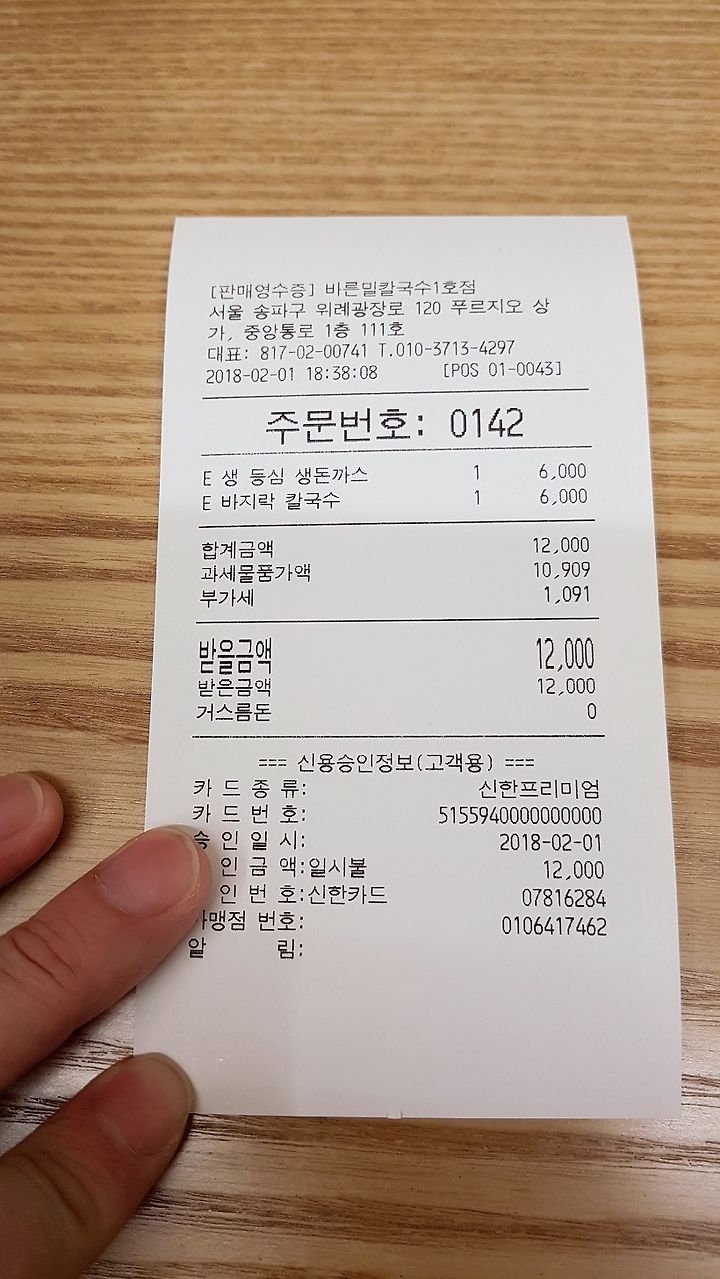 [판매영수증] 바른밀칼국수1호점
서울 송파구 위례광장로 120 푸르지오 상
가, 중앙통로 1층 111호
대표: 817-02-00741 T.010-3713-4297
2018-02-01 18:38:08 [POS 01-0043]
주문번호: 0142
E 생 등심 생돈까스 1 6,000
E 바지락 칼국수 1 6,000
합계금액 12,000
과세물품가액 10,909
부가세 1,091
받을금액 12,000
받은금액 12,000
거스름돈 0
=== 신용승인정보(고객용) ===
카 드 종 류: 신한프리미엄
카 드 번 호: 5155940000000000
승 인 일 시: 2018-02-01
인 금 액:일시불 12,000
인 번 호:신한카드 07816284
가맹점 번호: 0106417462
알 림: